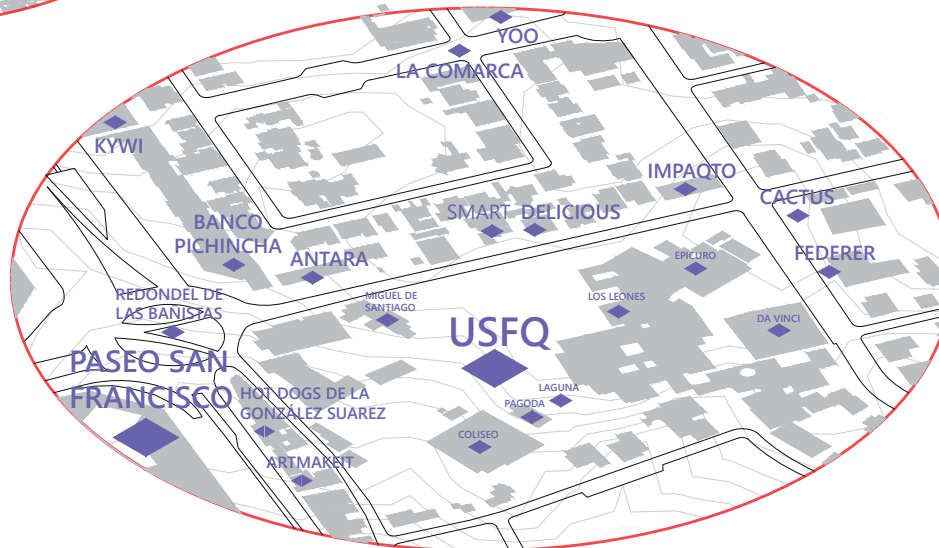 YOO
LA COMARCA
KYWI
IMPAQTO
CACTUS
SMART
DELICIOUS
BANCO
PICHINCHA
ANTARA
FEDERER
EPICURO
REDONDEL DE
LAS BANISTAS
MIGUEL DE
SANTIAGO
LOS LEONES
DA VINCI
USFQ
PASEO SAN
FRANCISCO
HOT DOGS DE LA
GONZÁLEZ SUAREZ
LAGUNA
PAGODA
COLISEO
ARTMAKEIT